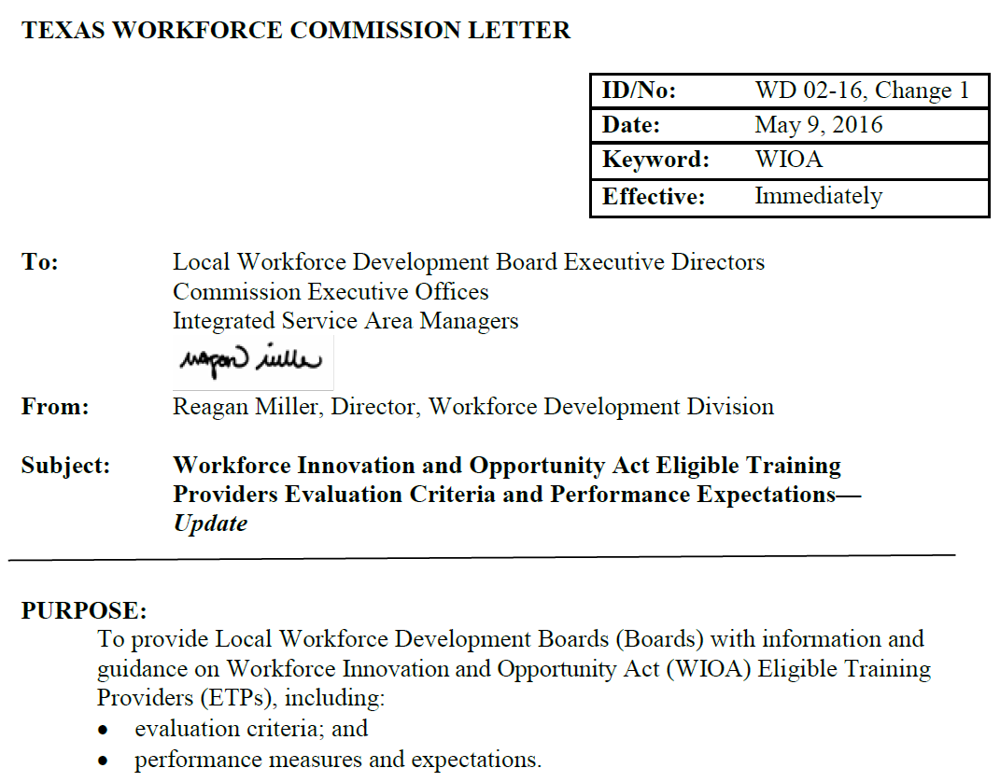 TEXAS WORKFORCE COMMISSION LETTER
ID/No: WD 02-16, Change 1
Date: May 9, 2016
Keyword: WIOA
Effective: Immediately
To: Local Workforce Development Board Executive Directors
Commission Executive Offices
Integrated Service Area Managers
From: Reagan Miller, Director, Workforce Development Division
Subject: Workforce Innovation and Opportunity Act Eligible Training
Providers Evaluation Criteria and Performance Expectations—
Update
PURPOSE:
To provide Local Workforce Development Boards (Boards) with information and
guidance on Workforce Innovation and Opportunity Act (WIOA) Eligible Training
Providers (ETPs), including:
• evaluation criteria; and
• performance measures and expectations.